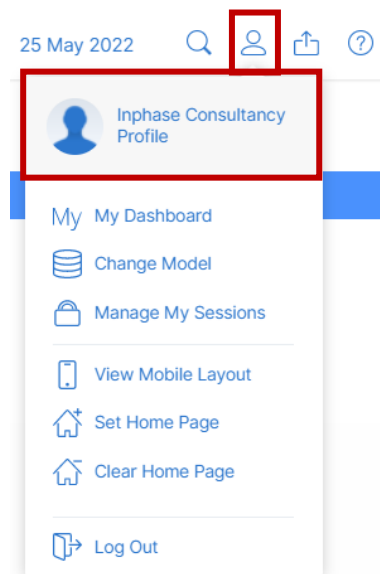 25 May 2022
?
Inphase Consultancy
Profile
My My Dashboard
Change Model
Manage My Sessions
View Mobile Layout
Set Home Page
Clear Home Page
Log Out